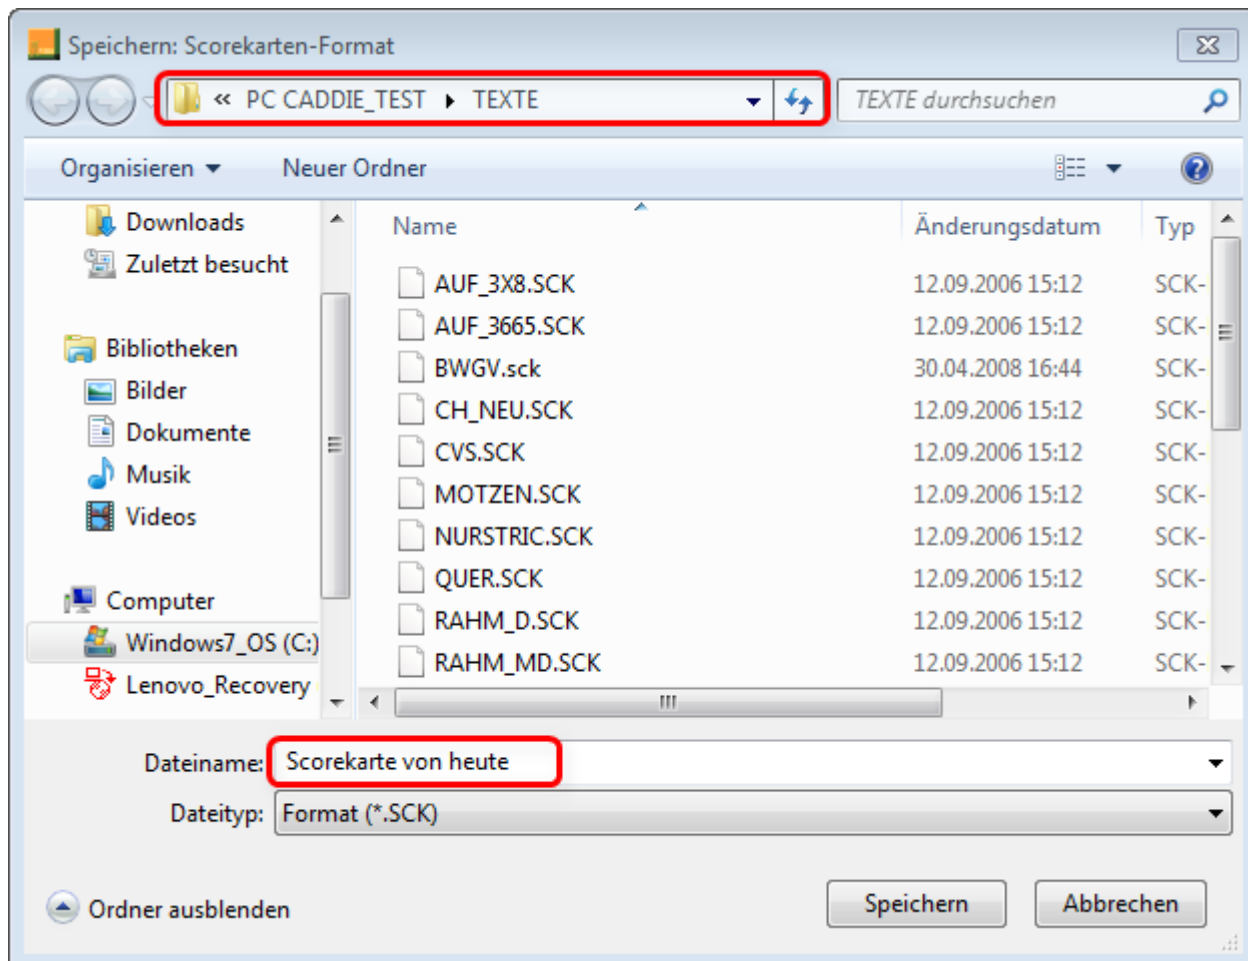 Speichern: Scorekarten-Format
« PC CADDIE_TEST ▸ TEXTE
TEXTE durchsuchen
Organisieren Neuer Ordner
Downloads
Zuletzt besucht
Bibliotheken
Bilder
Dokumente
Musik
Videos
Computer
Windows7_OS (C:)
Lenovo_Recovery
Name Änderungsdatum Typ
AUF_3X8.SCK 12.09.2006 15:12 SCK-
AUF_3665.SCK 12.09.2006 15:12 SCK-
BWGV.sck 30.04.2008 16:44 SCK-
CH_NEU.SCK 12.09.2006 15:12 SCK-
CVS.SCK 12.09.2006 15:12 SCK-
MOTZEN.SCK 12.09.2006 15:12 SCK-
NURSTRIC.SCK 12.09.2006 15:12 SCK-
QUER.SCK 12.09.2006 15:12 SCK-
RAHM_D.SCK 12.09.2006 15:12 SCK-
RAHM_MD.SCK 12.09.2006 15:12 SCK-
Dateiname: Scorekarte von heute
Dateityp: Format (*.SCK)
Ordner ausblenden
Speichern Abbrechen